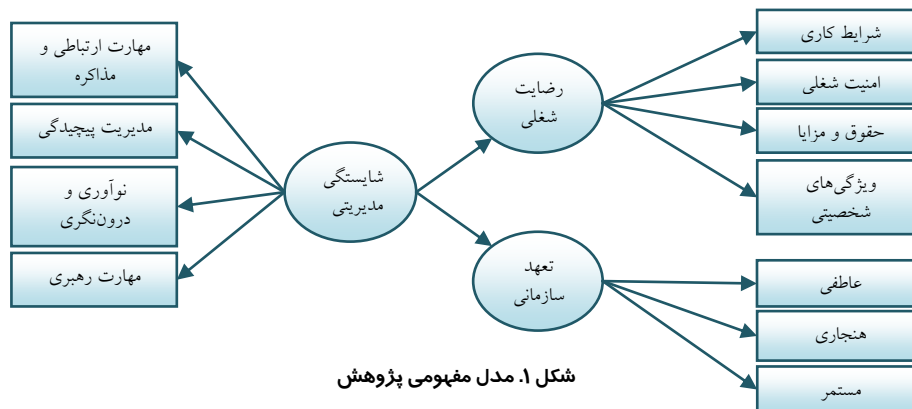 شرایط کاری
امنیت شغلی
حقوق و مزایا
ویژگی‌های
شخصیتی
رضایت
شغلی
مهارت ارتباطی و
مذاکره
مدیریت پیچیدگی
نوآوری و
درون‌نگری
مهارت رهبری
شایستگی
مدیریتی
تعهد
سازمانی
عاطفی
هنجاری
مستمر
شکل 1. مدل مفهومی پژوهش